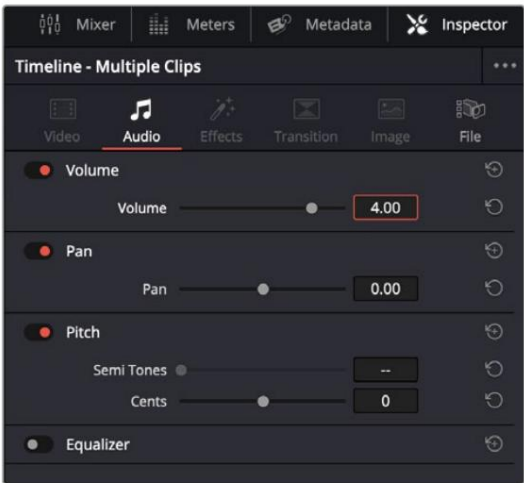 Mixer Meters Metadata Inspector
Timeline - Multiple Clips
Video Audio Effects Transition Image File
Volume
Volume 4.00
Pan
Pan 0.00
Pitch
Semi Tones --
Cents 0
Equalizer